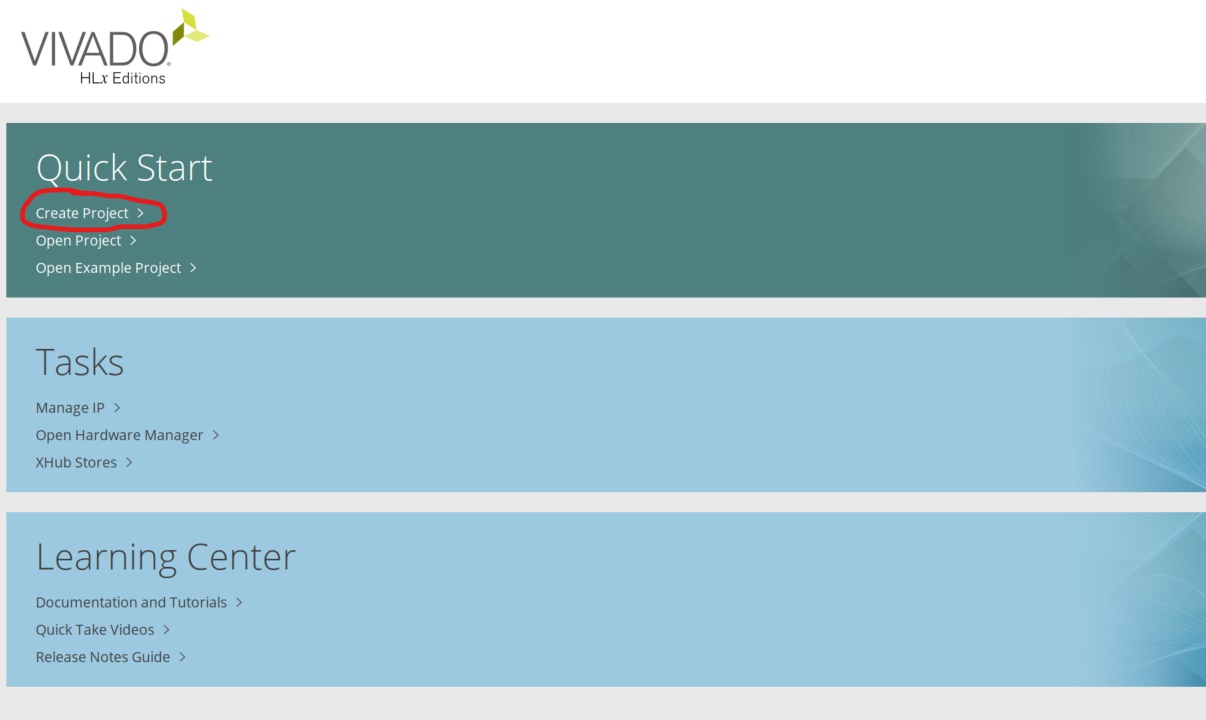 VIVADO.
HLx Editions
Quick Start
Create Project >
Open Project >
Open Example Project >
Tasks
Manage IP >
Open Hardware Manager >
XHub Stores >
Learning Center
Documentation and Tutorials >
Quick Take Videos >
Release Notes Guide >